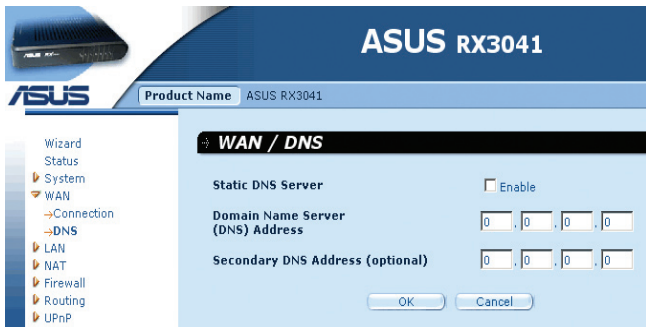 ASUS RX3041
ASUS
Product Name ASUS RX3041
Wizard
Status
System
WAN
→Connection
→DNS
LAN
NAT
Firewall
Routing
UPnP
WAN / DNS
Static DNS Server Enable
Domain Name Server
(DNS) Address 0 . 0 . 0 . 0
Secondary DNS Address (optional) 0 . 0 . 0 . 0
OK Cancel